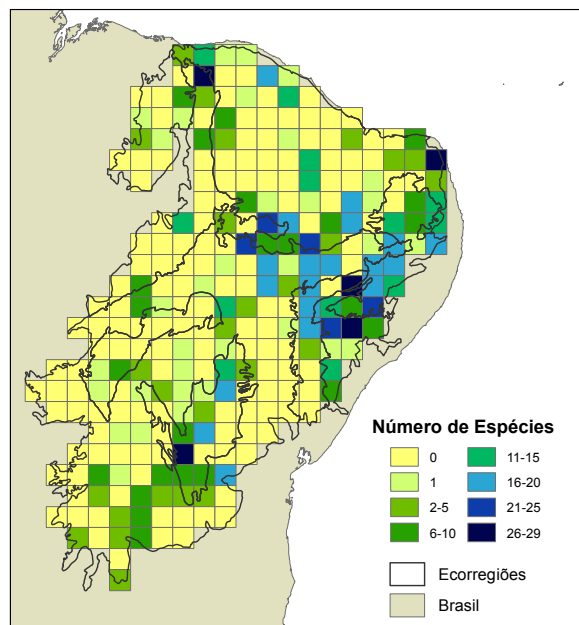 Número de Espécies
0
1
2-5
6-10
11-15
16-20
21-25
26-29
Ecorregiões
Brasil